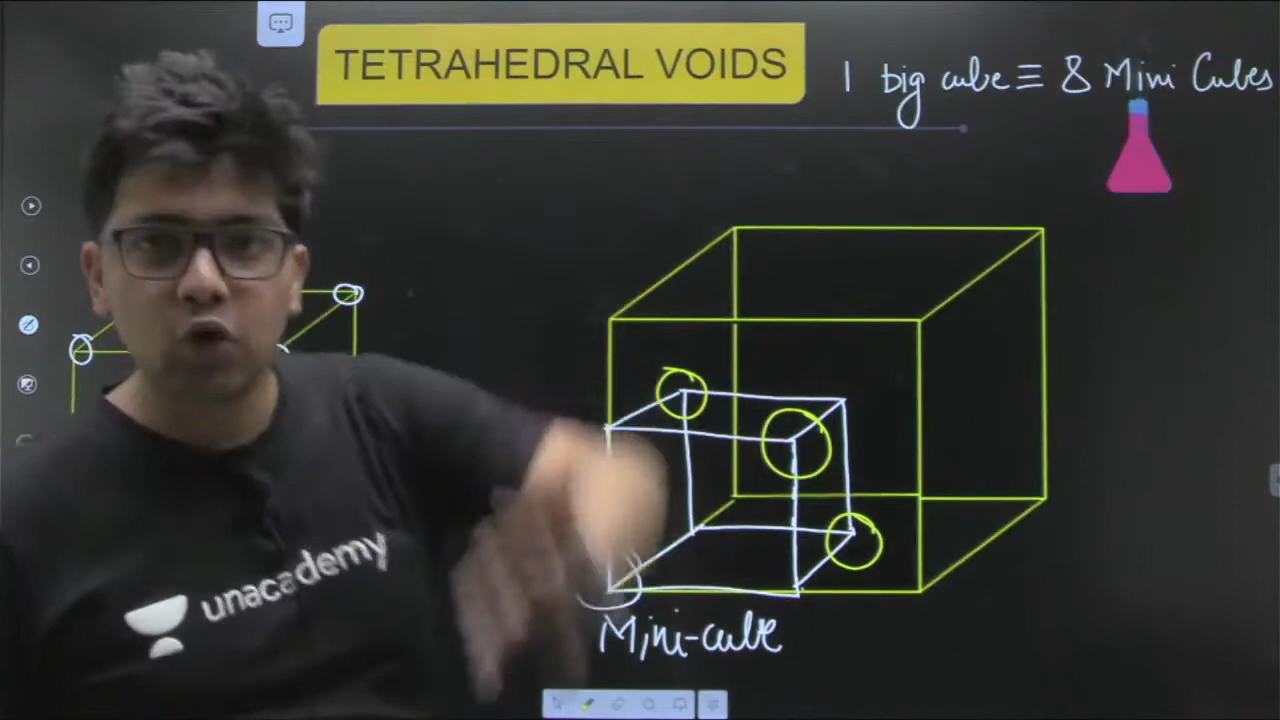 TETRAHEDRAL VOIDS
1 big cube ≡ 8 Mini Cubes
unacademy
Mini-cube